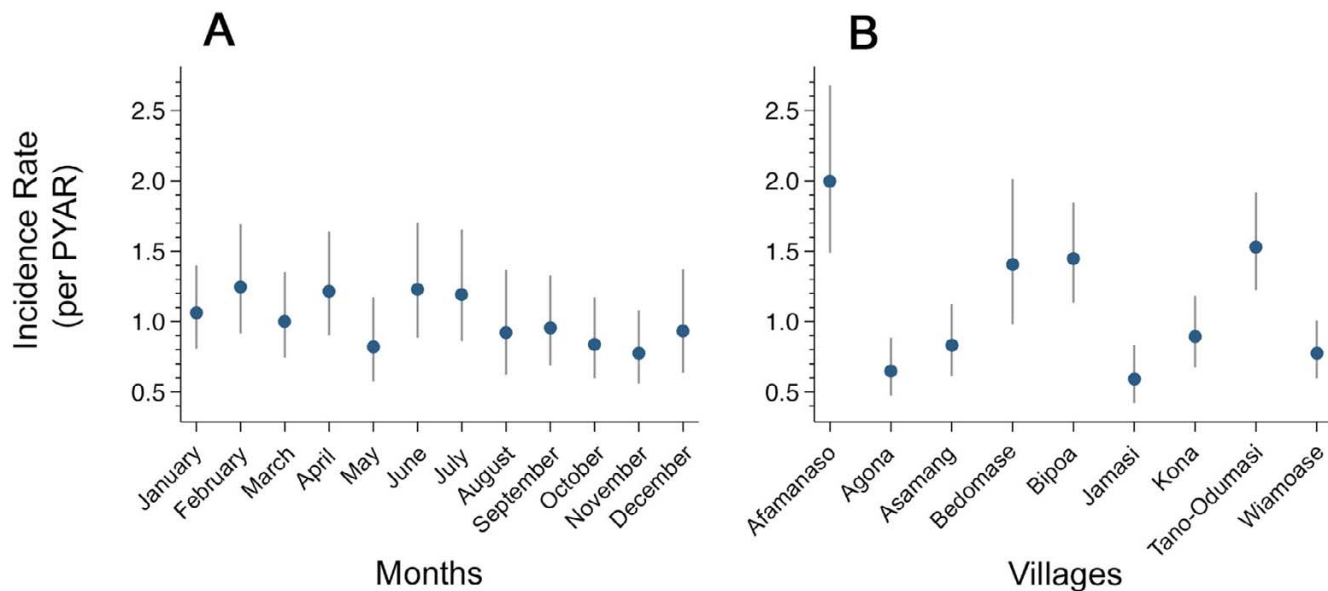 A
B
Incidence Rate
(per PYAR)
2.5
2.0
1.5
1.0
0.5
January
February
March
April
May
June
July
August
September
October
November
December
Months
2.5
2.0
1.5
1.0
0.5
Afamanaso
Agona
Asamang
Bedomase
Bipoa
Jamasi
Kona
Tano-Odumasi
Wiamoase
Villages